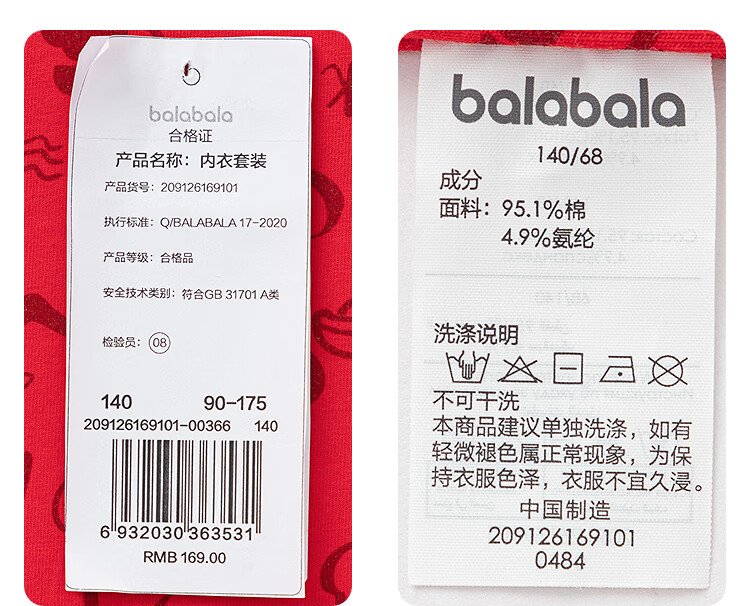 balabala
合格证
产品名称：内衣套装
产品货号：209126169101
执行标准：Q/BALABALA 17-2020
产品等级：合格品
安全技术类别：符合GB 31701 A类
检验员：08
140 90-175
209126169101-00366 140
6 932030 363531
RMB 169.00
balabala
140/68
成分
面料：95.1%棉
4.9%氨纶
洗涤说明
不可干洗
本商品建议单独洗涤，如有
轻微褪色属正常现象，为保
持衣服色泽，衣服不宜久浸。
中国制造
209126169101
0484